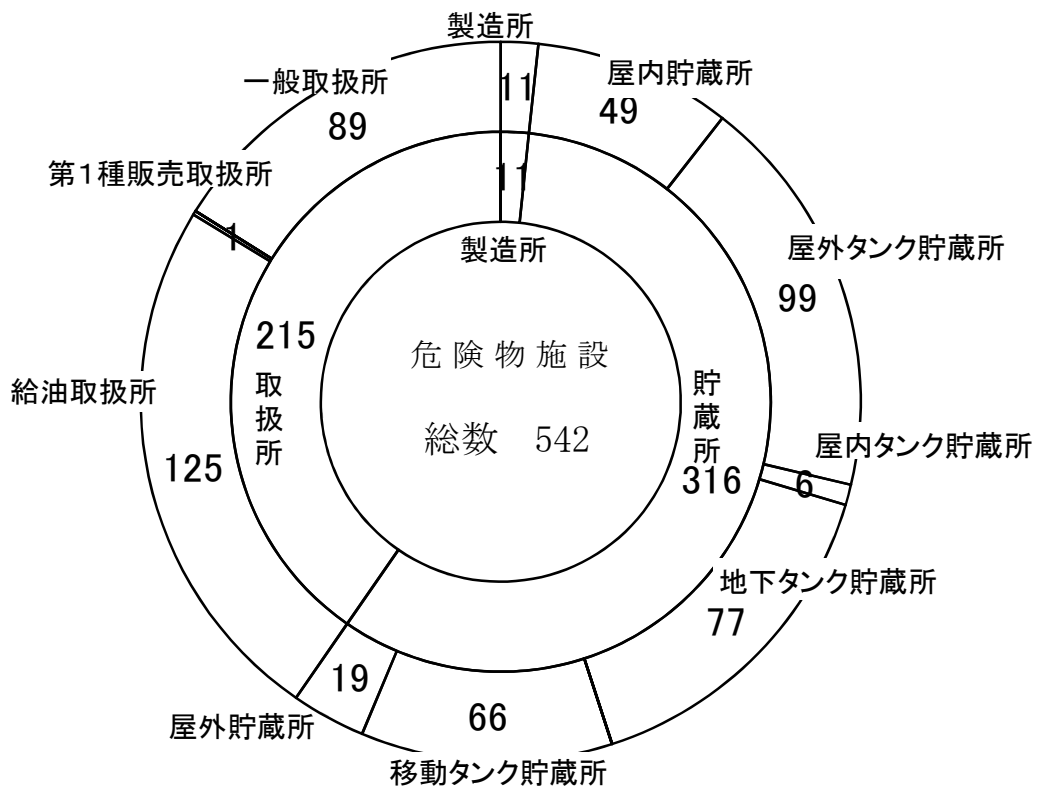 製造所
11
屋内貯蔵所
49
屋外タンク貯蔵所
99
屋内タンク貯蔵所
6
地下タンク貯蔵所
77
移動タンク貯蔵所
66
屋外貯蔵所
19
給油取扱所
125
第1種販売取扱所
1
一般取扱所
89
11
製造所
貯蔵所
316
215
取扱所
危険物施設
総数 542